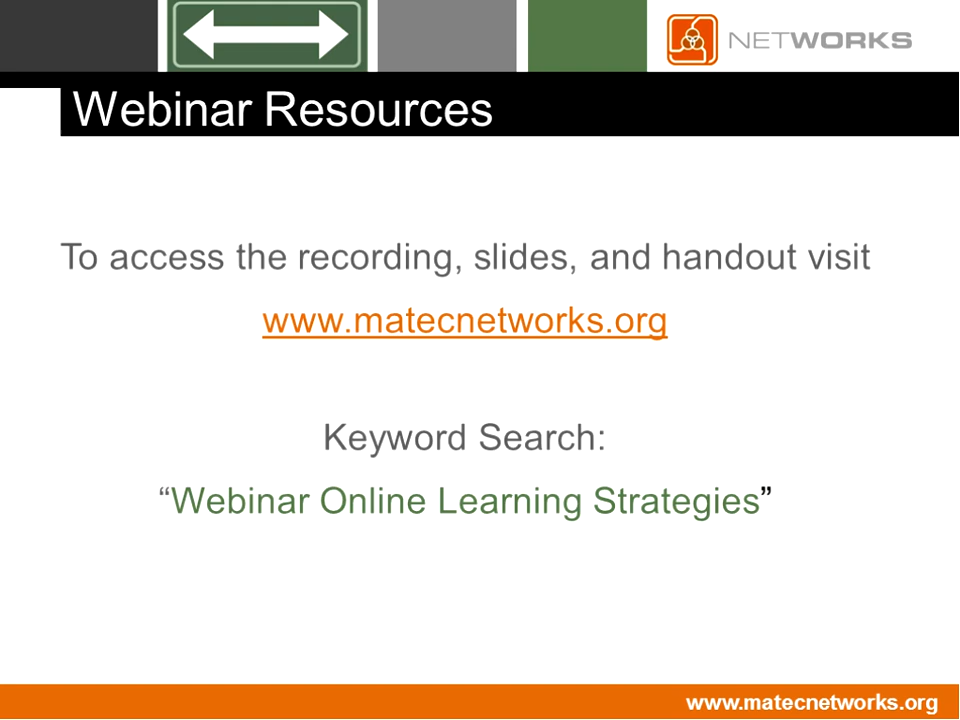 NETWORKS
Webinar Resources
To access the recording, slides, and handout visit
www.matecnetworks.org
Keyword Search:
“Webinar Online Learning Strategies”
www.matecnetworks.org